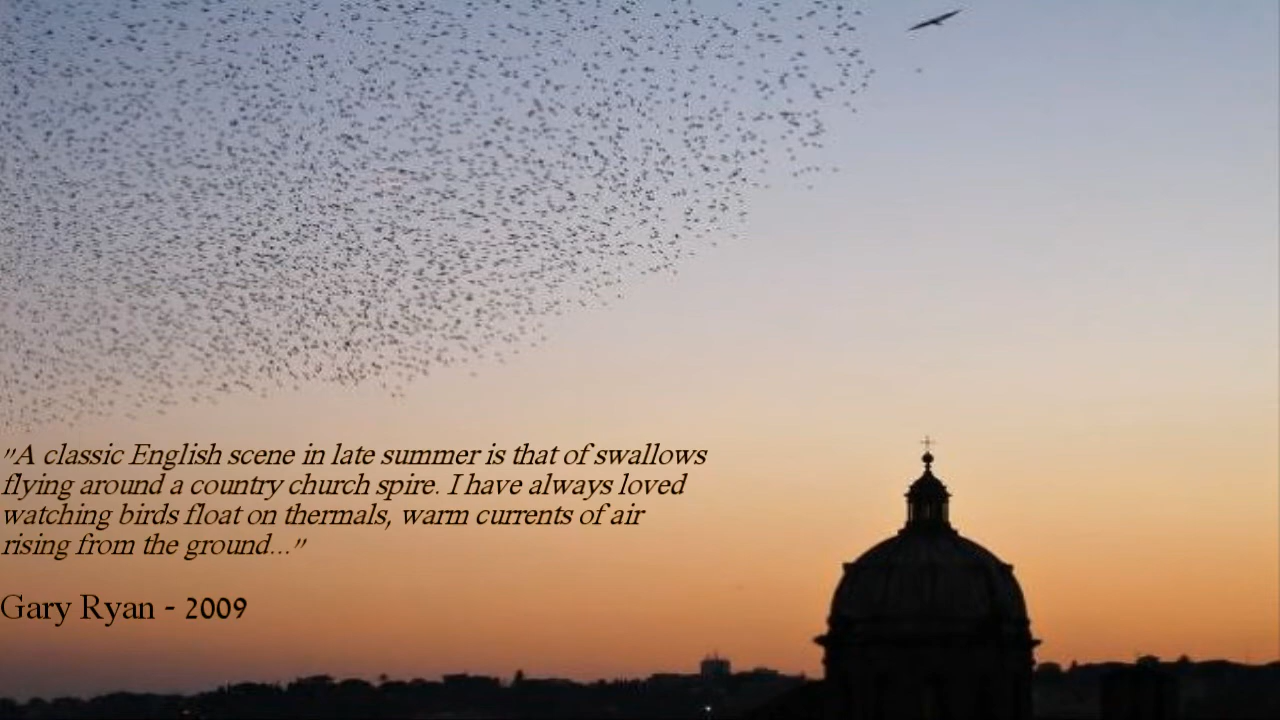 "A classic English scene in late summer is that of swallows
flying around a country church spire. I have always loved
watching birds float on thermals, warm currents of air
rising from the ground..."
Gary Ryan - 2009